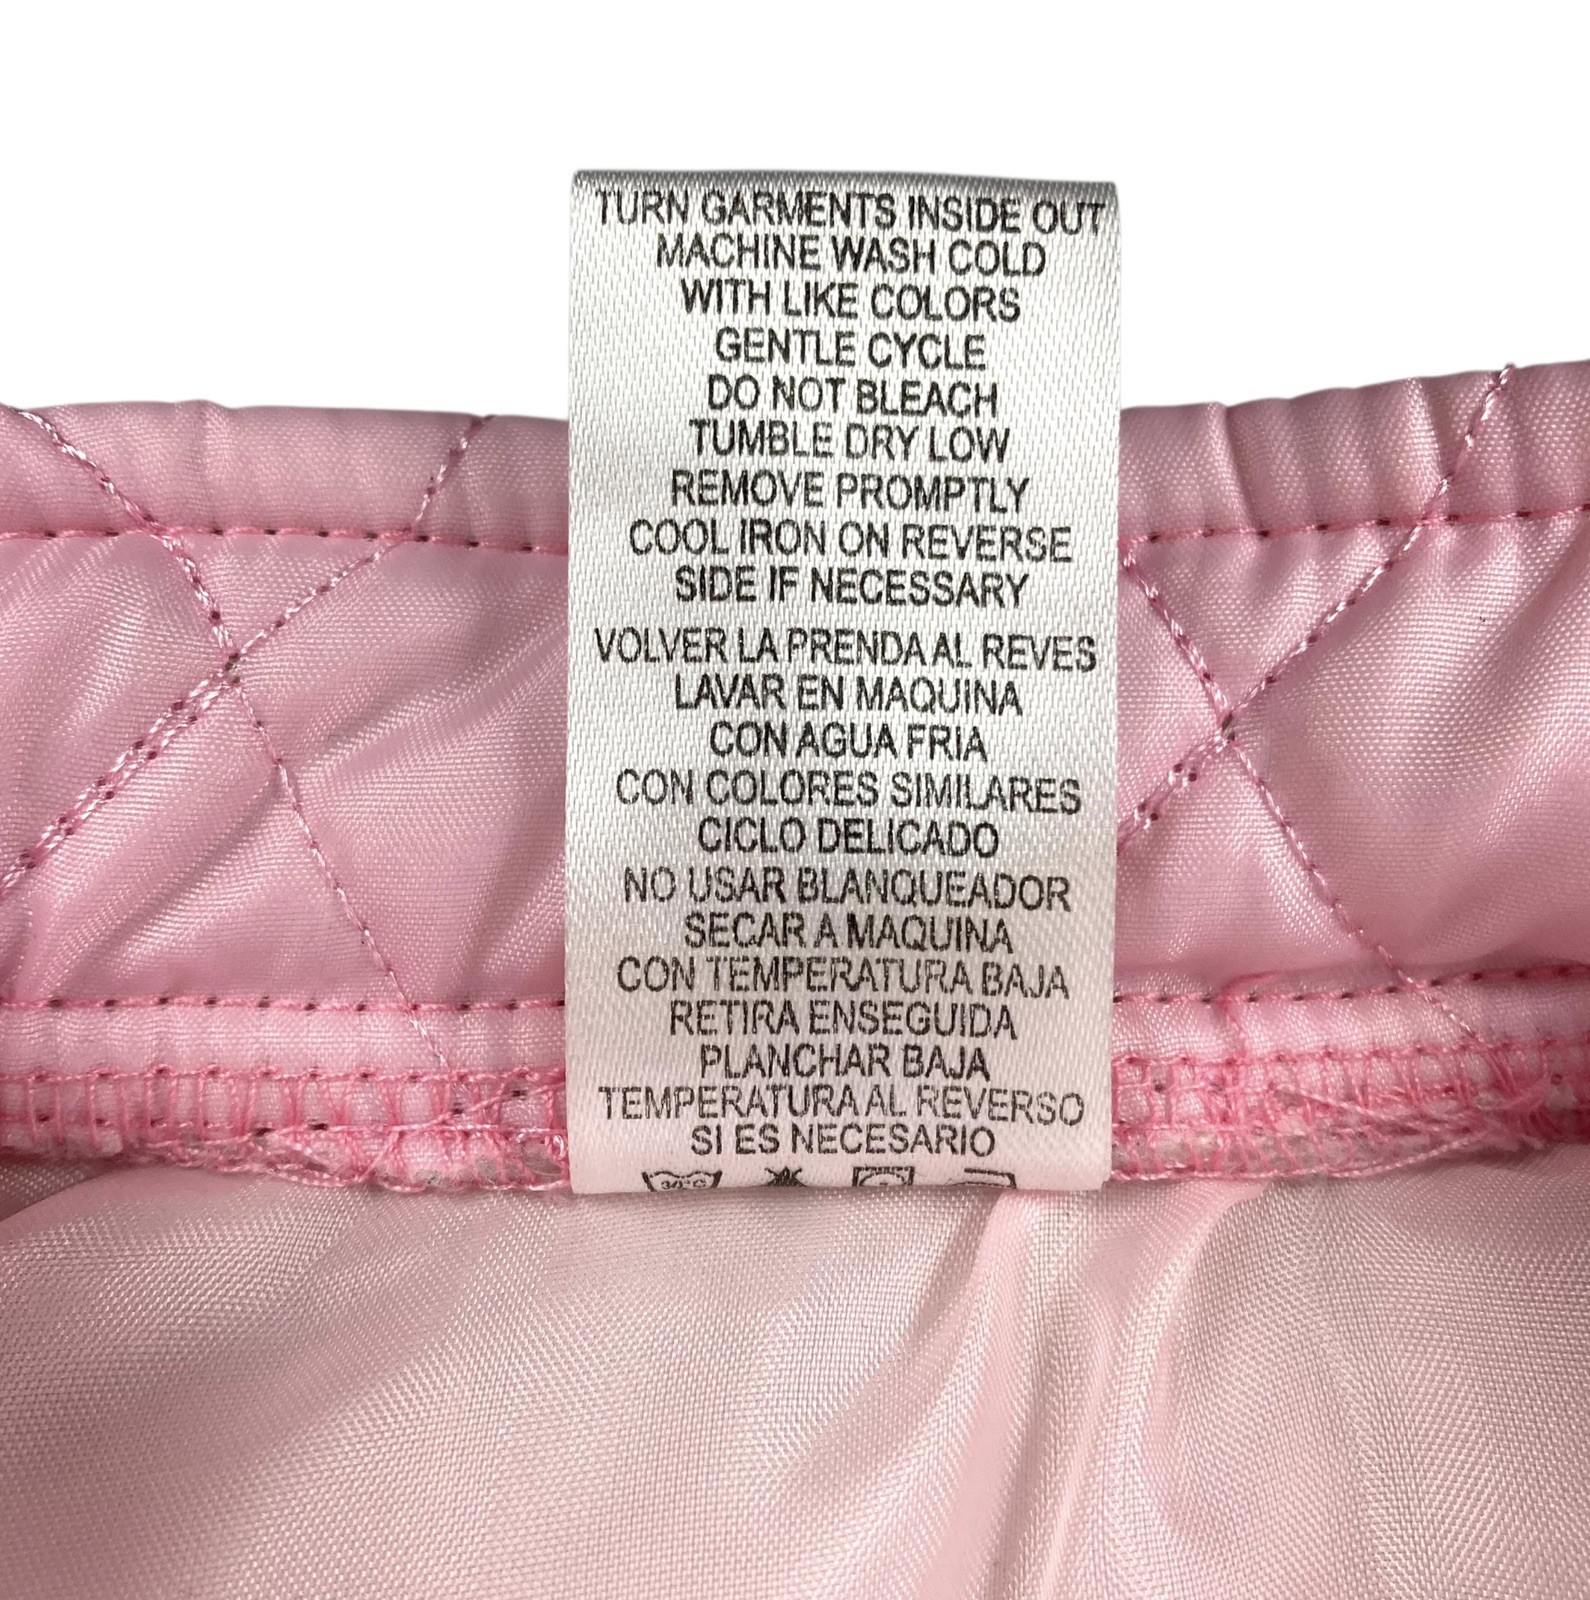 TURN GARMENTS INSIDE OUT
MACHINE WASH COLD
WITH LIKE COLORS
GENTLE CYCLE
DO NOT BLEACH
TUMBLE DRY LOW
REMOVE PROMPTLY
COOL IRON ON REVERSE
SIDE IF NECESSARY
VOLVER LA PRENDA AL REVES
LAVAR EN MAQUINA
CON AGUA FRIA
CON COLORES SIMILARES
CICLO DELICADO
NO USAR BLANQUEADOR
SECAR A MAQUINA
CON TEMPERATURA BAJA
RETIRA ENSEGUIDA
PLANCHAR BAJA
TEMPERATURA AL REVERSO
SI ES NECESARIO
30°C